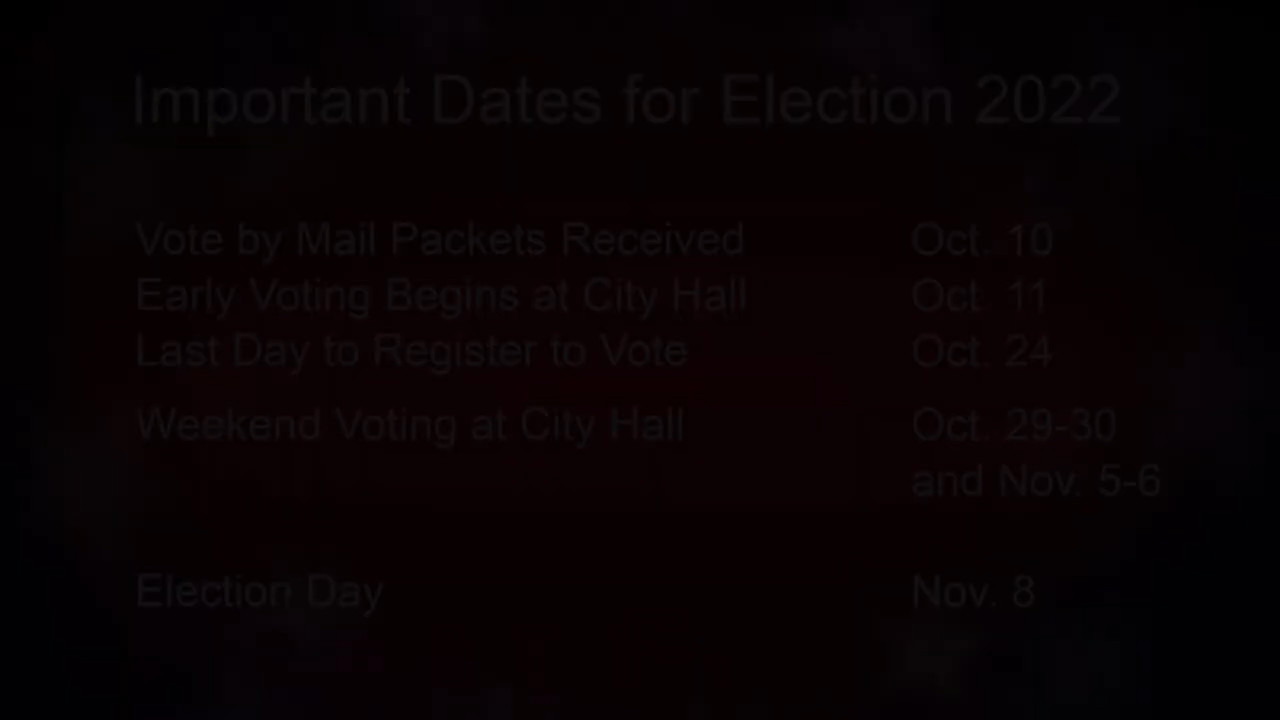 Important Dates for Election 2022
Vote by Mail Packets Received Oct. 10
Early Voting Begins at City Hall Oct. 11
Last Day to Register to Vote Oct. 24
Weekend Voting at City Hall Oct. 29-30
and Nov. 5-6
Election Day Nov. 8